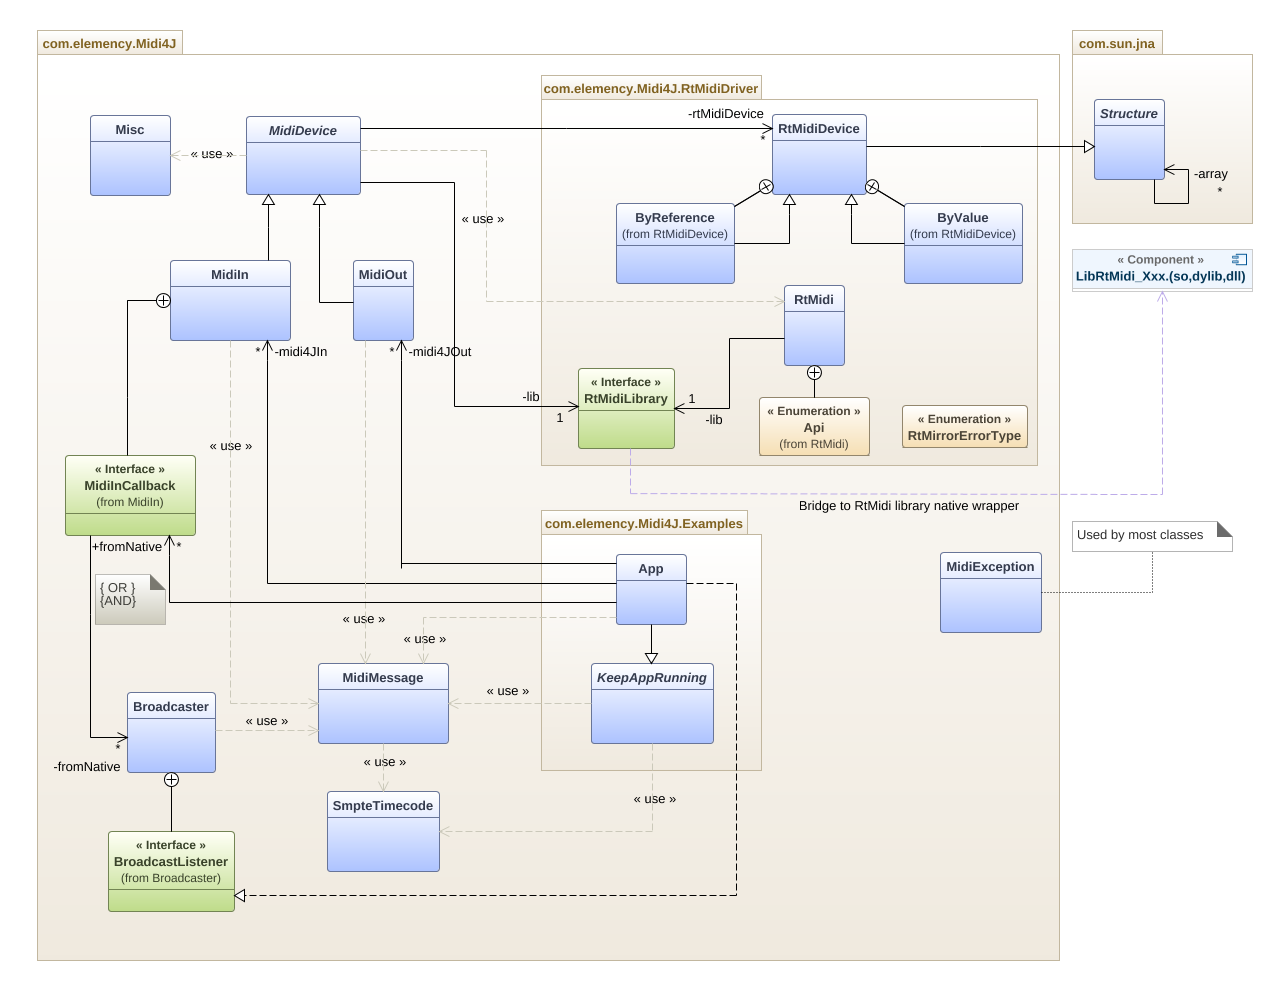 com.elemency.Midi4J
com.sun.jna
com.elemency.Midi4J.RtMidiDriver
Misc
MidiDevice
-rtMidiDevice
*
RtMidiDevice
Structure
« use »
-array
*
« use »
ByReference
(from RtMidiDevice)
ByValue
(from RtMidiDevice)
« Component »
LibRtMidi_Xxx.(so,dylib,dll)
MidiIn
MidiOut
RtMidi
* -midi4JIn
* -midi4JOut
« Interface »
RtMidiLibrary
-lib
1
1
-lib
« Enumeration »
Api
(from RtMidi)
« Enumeration »
RtMirrorErrorType
« use »
« Interface »
MidiInCallback
(from MidiIn)
Bridge to RtMidi library native wrapper
com.elemency.Midi4J.Examples
Used by most classes
+fromNative *
App
MidiException
{ OR }
{AND}
« use »
« use »
MidiMessage
KeepAppRunning
« use »
Broadcaster
« use »
*
-fromNative
« use »
SmpteTimecode
« use »
« Interface »
BroadcastListener
(from Broadcaster)